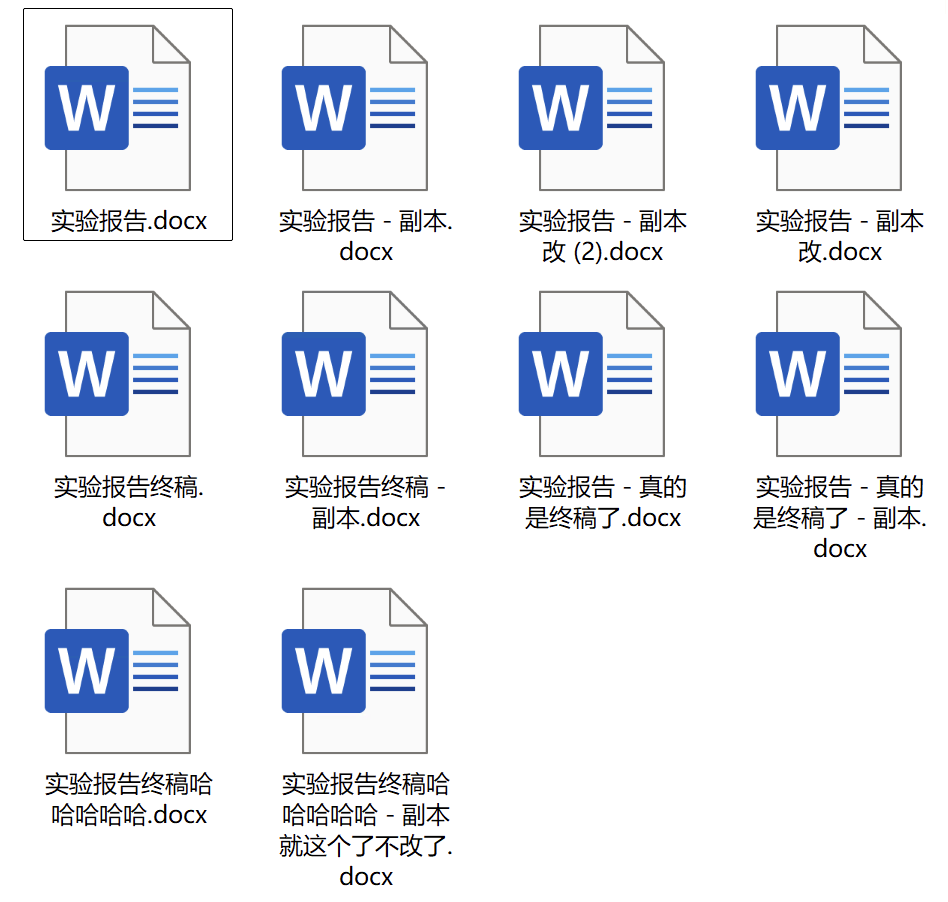 W
W
W
W
实验报告.docx
实验报告 - 副本.
docx
实验报告 - 副本
改 (2).docx
实验报告 - 副本
改.docx
W
W
W
W
实验报告终稿.
docx
实验报告终稿 -
副本.docx
实验报告 - 真的
是终稿了.docx
实验报告 - 真的
是终稿了 - 副本.
docx
W
W
实验报告终稿哈
哈哈哈哈.docx
实验报告终稿哈
哈哈哈哈 - 副本
就这个了不改了.
docx